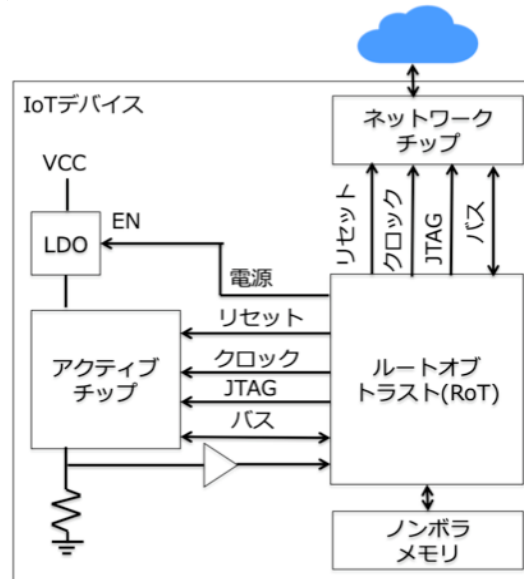 IoTデバイス
ネットワーク
チップ
VCC
LDO
EN
電源
リセット
クロック
JTAG
バス
リセット
クロック
JTAG
バス
アクティブ
チップ
ルートオブ
トラスト(RoT)
ノンボラ
メモリ